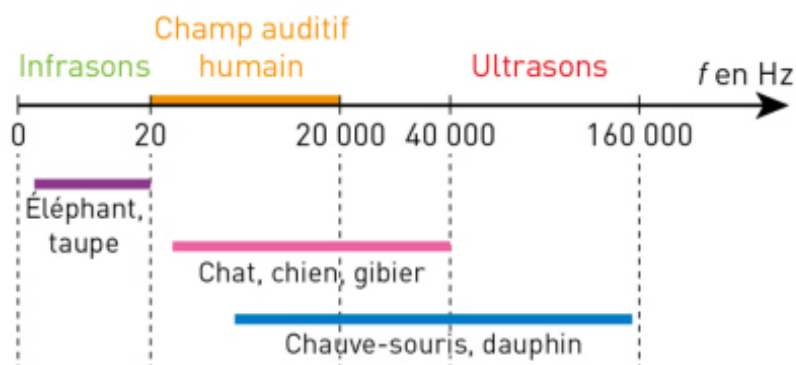 Champ auditif
Infrasons humain Ultrasons f en Hz
0 20 20 000 40 000 160 000
Éléphant,
taupe
Chat, chien, gibier
Chauve-souris, dauphin